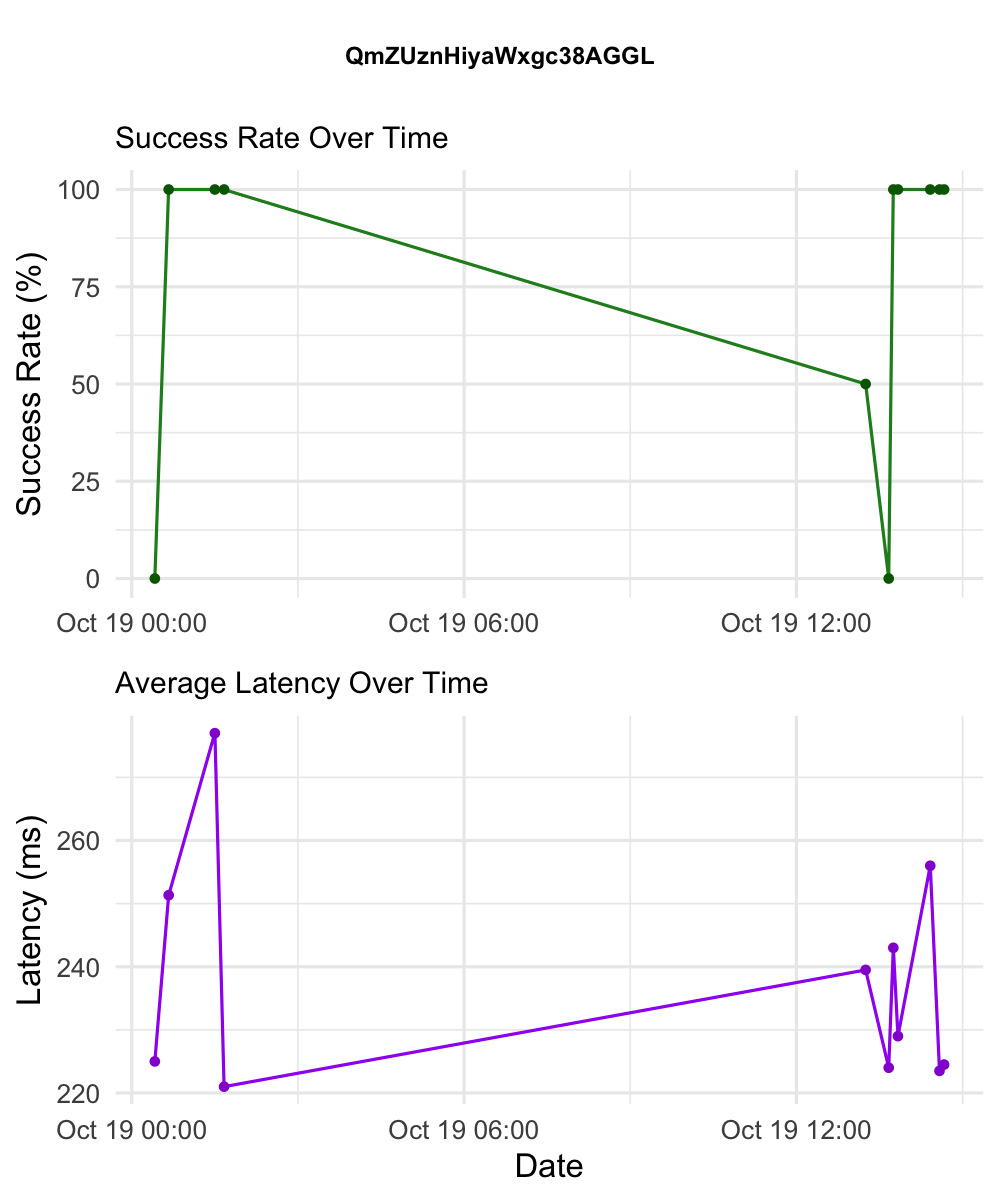 QmZUznHiyaWxgc38AGGL
Success Rate Over Time
Success Rate (%)
100
75
50
25
0
Oct 19 00:00 Oct 19 06:00 Oct 19 12:00
Average Latency Over Time
Latency (ms)
260
240
220
Oct 19 00:00 Oct 19 06:00 Oct 19 12:00
Date